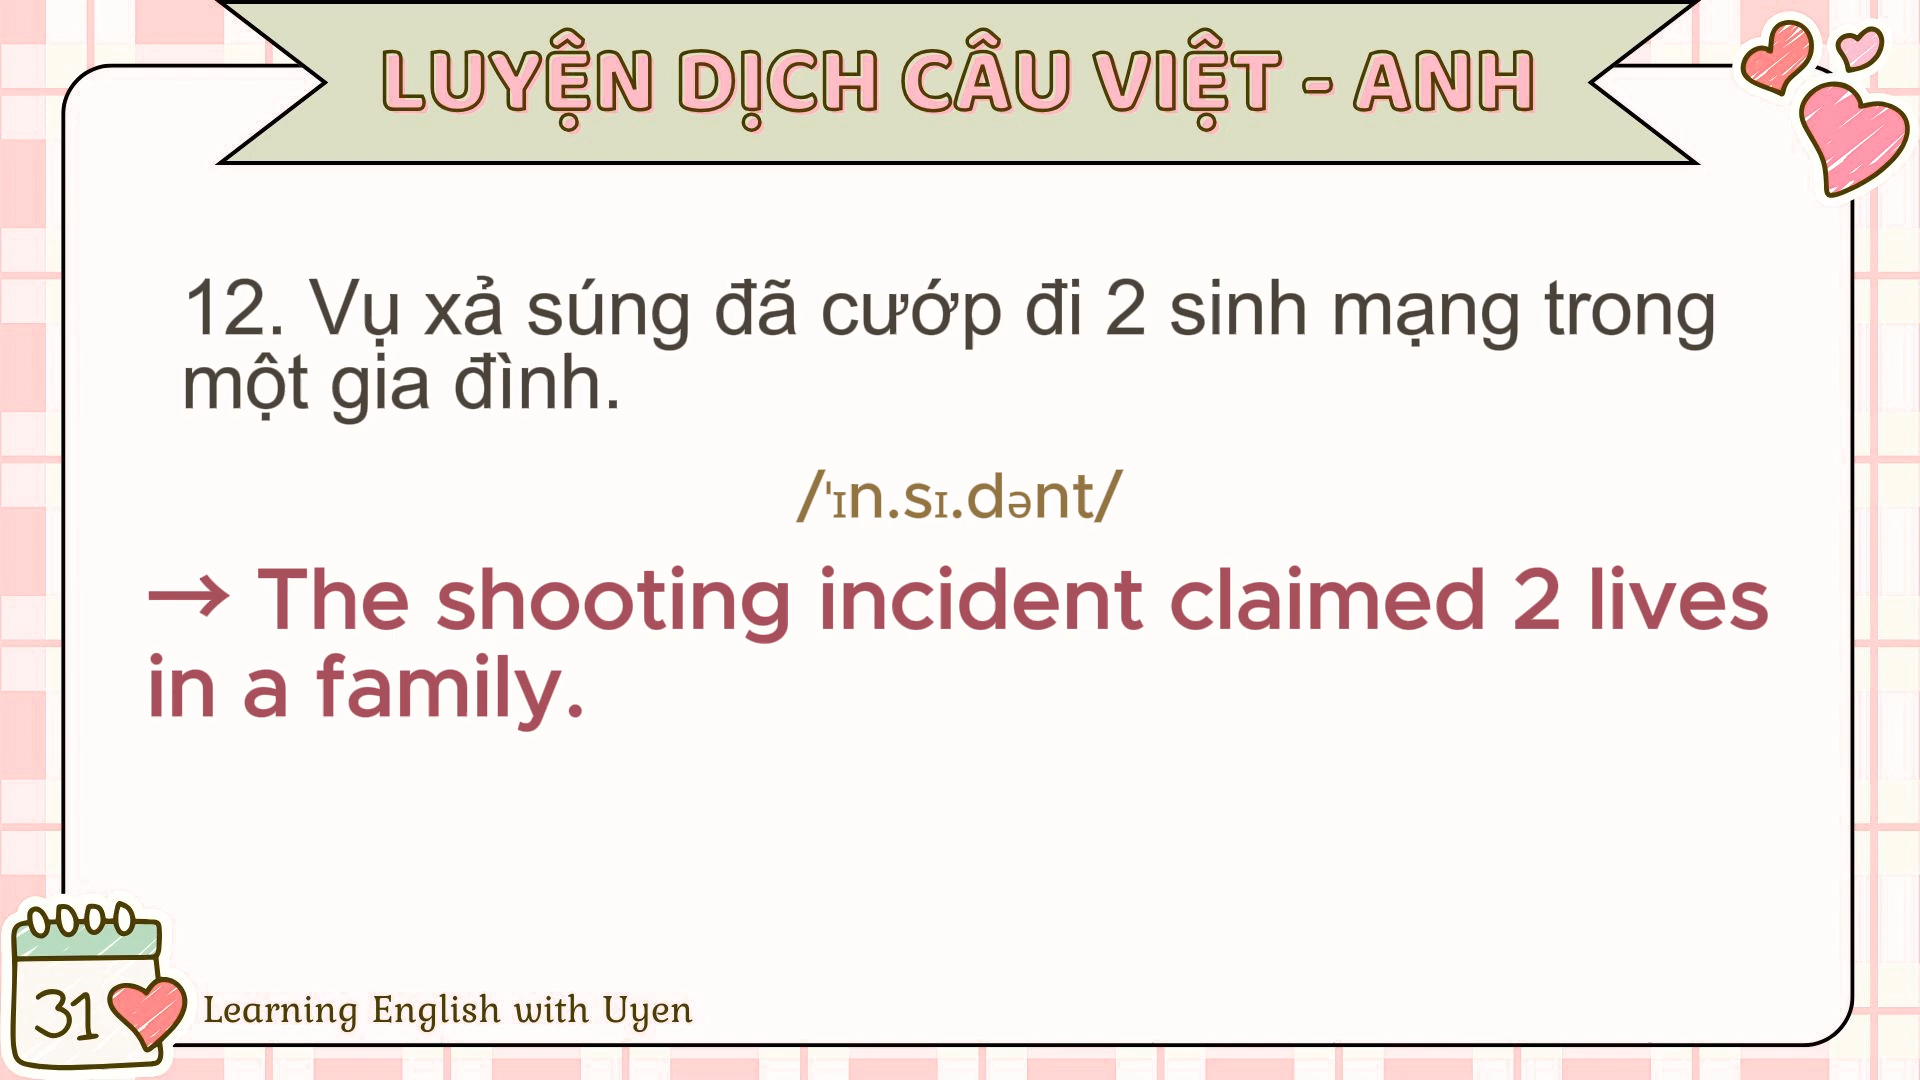 LUYỆN DỊCH CÂU VIỆT - ANH
12. Vụ xả súng đã cướp đi 2 sinh mạng trong
một gia đình.
/ˈɪn.sɪ.dənt/
→ The shooting incident claimed 2 lives
in a family.
31
Learning English with Uyen